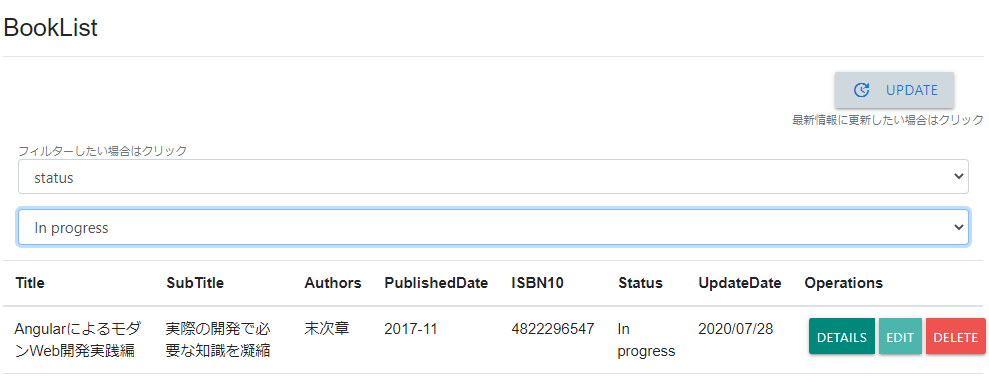 BookList
UPDATE
最新情報に更新したい場合はクリック
フィルターしたい場合はクリック
status
In progress
Title SubTitle Authors PublishedDate ISBN10 Status UpdateDate Operations
Angularによるモダ 実際の開発で必 末次章 2017-11 4822296547 In 2020/07/28 DETAILS EDIT DELETE
ンWeb開発実践編 要な知識を凝縮 progress